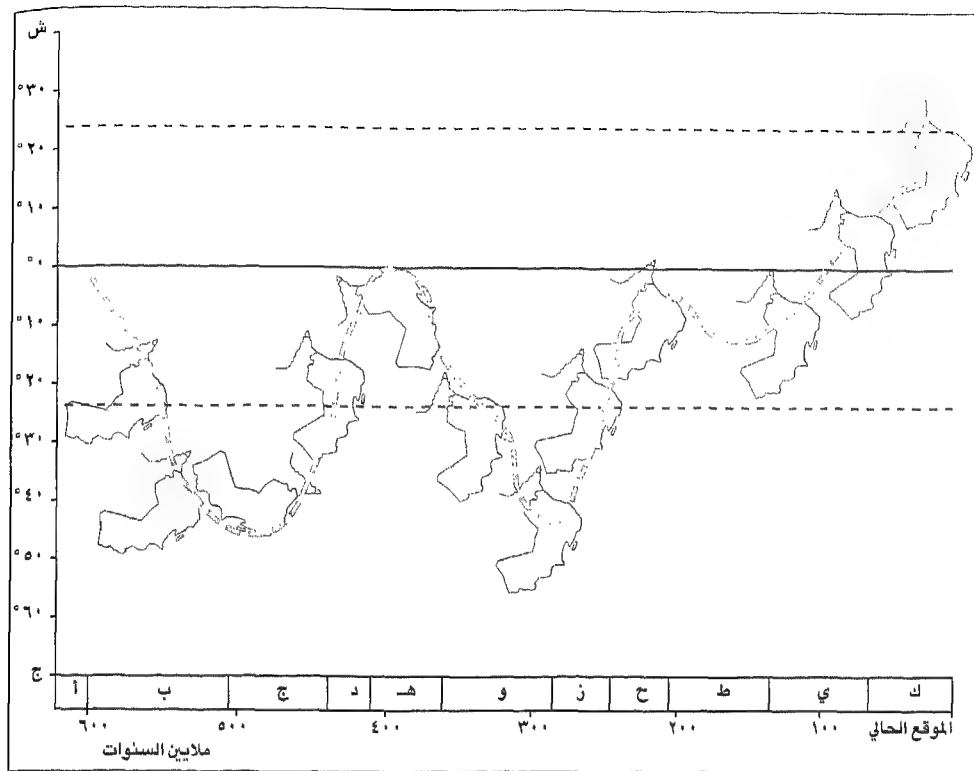 ش
°٣٠
°٢٠
°١٠
°٠
°١٠
°٢٠
°٣٠
°٤٠
°٥٠
°٦٠
ج
أ ب ج د هـ و ز ح ط ي ك
٦٠٠ ٥٠٠ ٤٠٠ ٣٠٠ ٢٠٠ ١٠٠ الموقع الحالي
ملايين السنوات